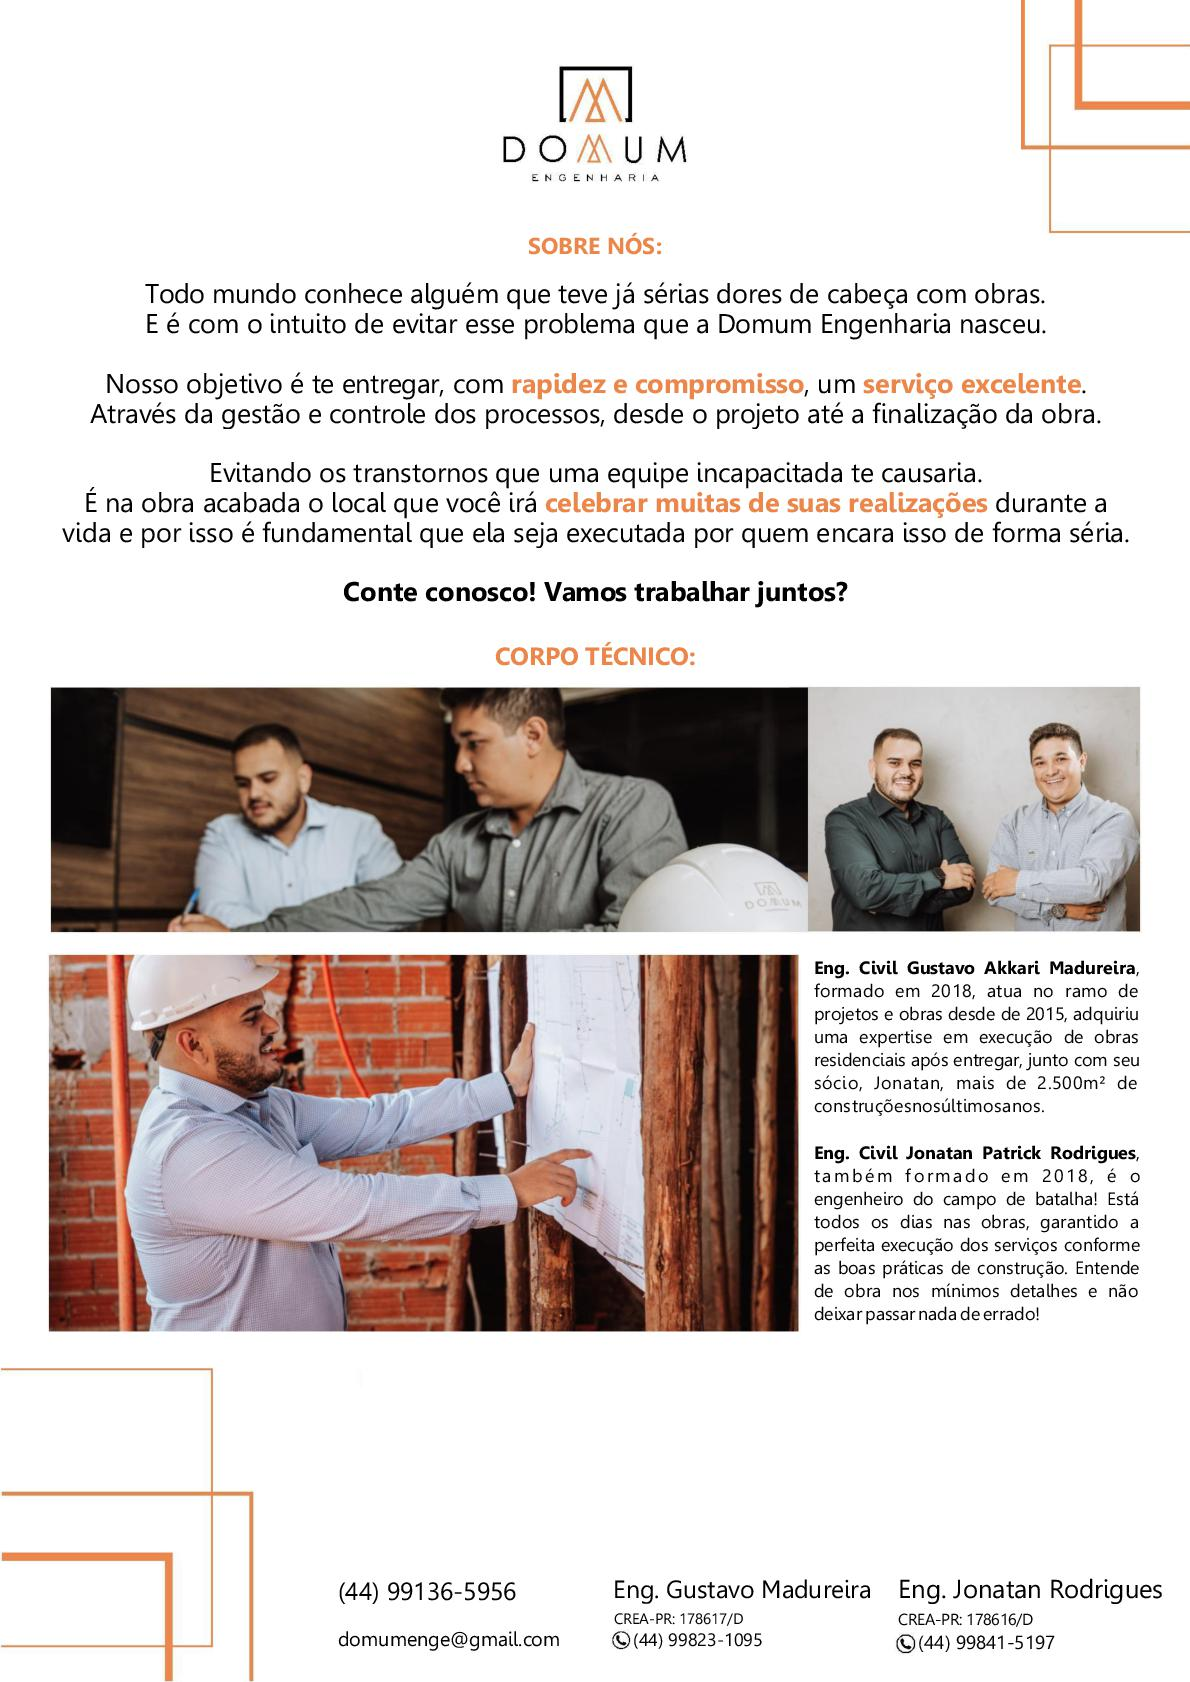 DOMUM
ENGENHARIA
SOBRE NÓS:
Todo mundo conhece alguém que teve já sérias dores de cabeça com obras.
E é com o intuito de evitar esse problema que a Domum Engenharia nasceu.
Nosso objetivo é te entregar, com rapidez e compromisso, um serviço excelente.
Através da gestão e controle dos processos, desde o projeto até a finalização da obra.
Evitando os transtornos que uma equipe incapacitada te causaria.
É na obra acabada o local que você irá celebrar muitas de suas realizações durante a
vida e por isso é fundamental que ela seja executada por quem encara isso de forma séria.
Conte conosco! Vamos trabalhar juntos?
CORPO TÉCNICO:
DOMUM
Eng. Civil Gustavo Akkari Madureira,
formado em 2018, atua no ramo de
projetos e obras desde de 2015, adquiriu
uma expertise em execução de obras
residenciais após entregar, junto com seu
sócio, Jonatan, mais de 2.500m² de
construçõesnosúltimosanos.
Eng. Civil Jonatan Patrick Rodrigues,
também formado em 2018, é o
engenheiro do campo de batalha! Está
todos os dias nas obras, garantido a
perfeita execução dos serviços conforme
as boas práticas de construção. Entende
de obra nos mínimos detalhes e não
deixar passar nada de errado!
(44) 99136-5956
domumenge@gmail.com
Eng. Gustavo Madureira
CREA-PR: 178617/D
(44) 99823-1095
Eng. Jonatan Rodrigues
CREA-PR: 178616/D
(44) 99841-5197